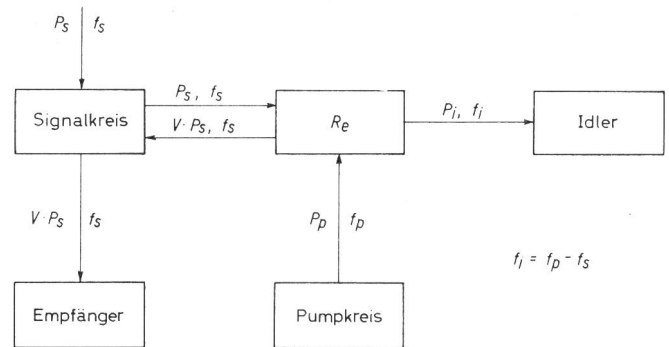 P_s f_s
Signalkreis
P_s, f_s
V·P_s, f_s
R_e
P_i, f_i
Idler
V·P_s f_s
P_p f_p
f_i = f_p - f_s
Empfänger
Pumpkreis